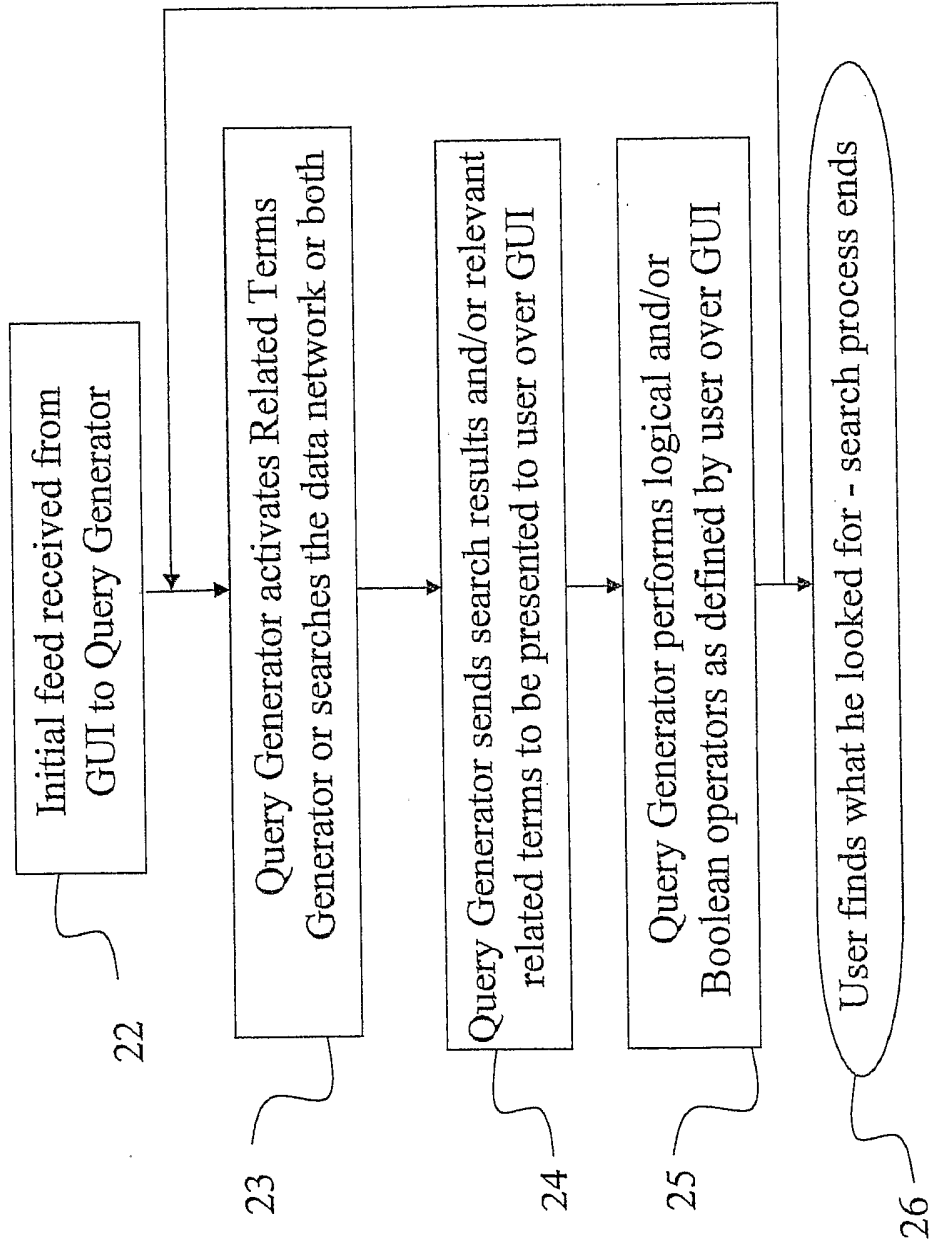 Initial feed received from
GUI to Query Generator
22
Query Generator activates Related Terms
Generator or searches the data network or both
23
Query Generator sends search results and/or relevant
related terms to be presented to user over GUI
24
Query Generator performs logical and/or
Boolean operators as defined by user over GUI
25
User finds what he looked for - search process ends
26